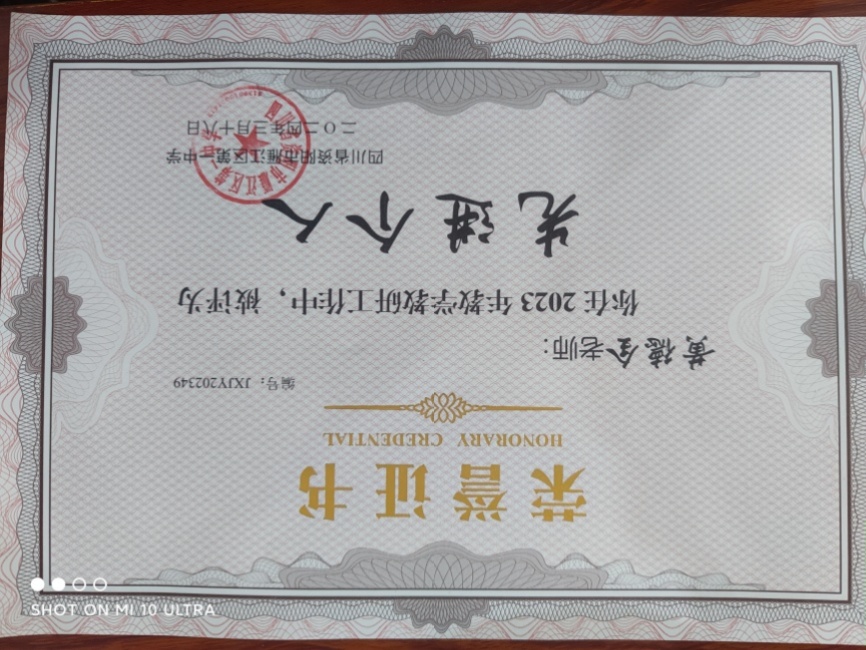 荣誉证书
HONORARY CREDENTIAL
编号：JXJY202349
黄德全老师：
你在 2023 年教学教研工作中，被评为
先进个人
四川省资阳市雁江区第一中学
二〇二四年三月十八日
SHOT ON MI 10 ULTRA